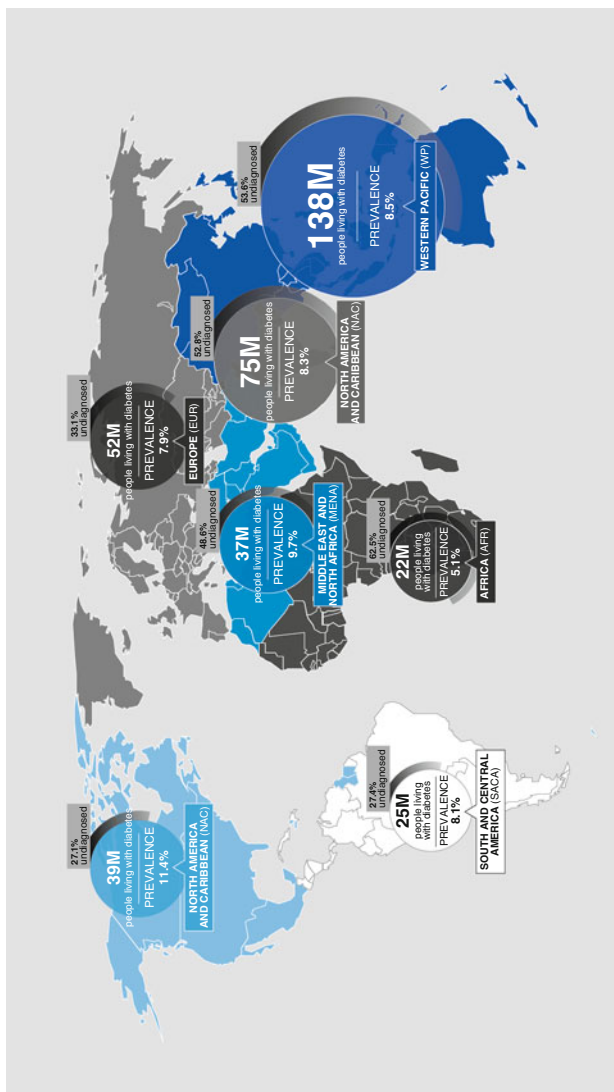 27.1%
undiagnosed
39M
people living with diabetes
PREVALENCE
11.4%
NORTH AMERICA
AND CARIBBEAN (NAC)
27.4%
undiagnosed
25M
people living
with diabetes
PREVALENCE
8.1%
SOUTH AND CENTRAL
AMERICA (SACA)
33.1%
undiagnosed
52M
people living with diabetes
PREVALENCE
7.9%
EUROPE (EUR)
48.6%
undiagnosed
37M
people living with diabetes
PREVALENCE
9.7%
MIDDLE EAST AND
NORTH AFRICA (MENA)
62.5%
undiagnosed
22M
people living
with diabetes
PREVALENCE
5.1%
AFRICA (AFR)
52.8%
undiagnosed
75M
people living with diabetes
PREVALENCE
8.3%
NORTH AMERICA
AND CARIBBEAN (NAC)
53.6%
undiagnosed
138M
people living with diabetes
PREVALENCE
8.5%
WESTERN PACIFIC (WP)